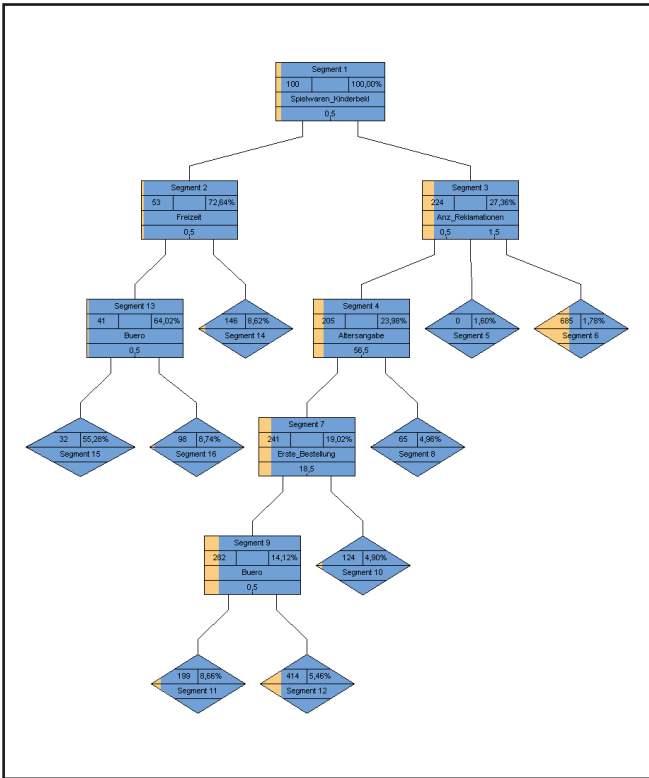 Segment 1
100 100,00%
Spielwaren_Kinderbekl
0,5
Segment 2
53 72,64%
Freizeit
0,5
Segment 3
224 27,36%
Anz_Reklamationen
0,5 1,5
Segment 13
41 64,02%
Buero
0,5
146 8,62%
Segment 14
Segment 4
205 23,98%
Altersangabe
56,5
0 1,60%
Segment 5
685 1,78%
Segment 6
32 55,28%
Segment 15
98 8,74%
Segment 16
Segment 7
241 19,02%
Erste_Bestellung
18,5
65 4,96%
Segment 8
Segment 9
282 14,12%
Buero
0,5
124 4,90%
Segment 10
199 8,66%
Segment 11
414 5,46%
Segment 12